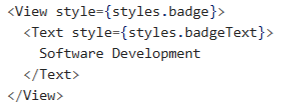 <View style={styles.badge}>
  <Text style={styles.badgeText}>
    Software Development
  </Text>
</View>